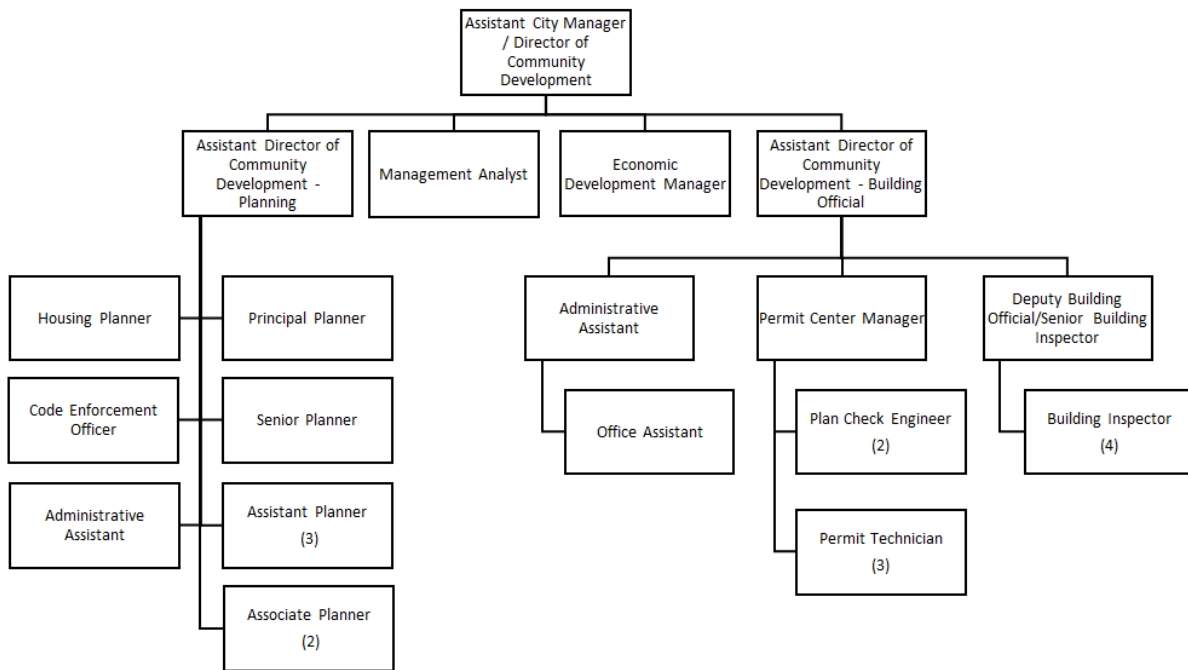 Assistant City Manager
/ Director of
Community
Development
Assistant Director of
Community
Development -
Planning
Management Analyst
Economic
Development Manager
Assistant Director of
Community
Development - Building
Official
Housing Planner
Principal Planner
Code Enforcement
Officer
Senior Planner
Administrative
Assistant
Assistant Planner
(3)
Associate Planner
(2)
Administrative
Assistant
Office Assistant
Permit Center Manager
Plan Check Engineer
(2)
Permit Technician
(3)
Deputy Building
Official/Senior Building
Inspector
Building Inspector
(4)